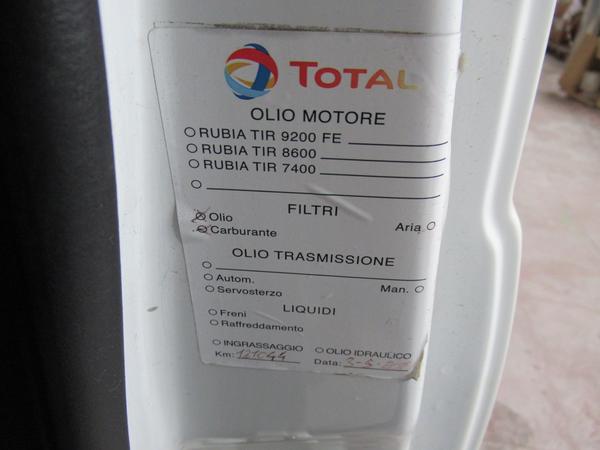 TOTAL
OLIO MOTORE
RUBIA TIR 9200 FE
RUBIA TIR 8600
RUBIA TIR 7400
FILTRI
Olio
Carburante Aria
OLIO TRASMISSIONE
Autom.
Servosterzo Man.
LIQUIDI
Freni
Raffreddamento
INGRASSAGGIO OLIO IDRAULICO
Km: 121044 Data: